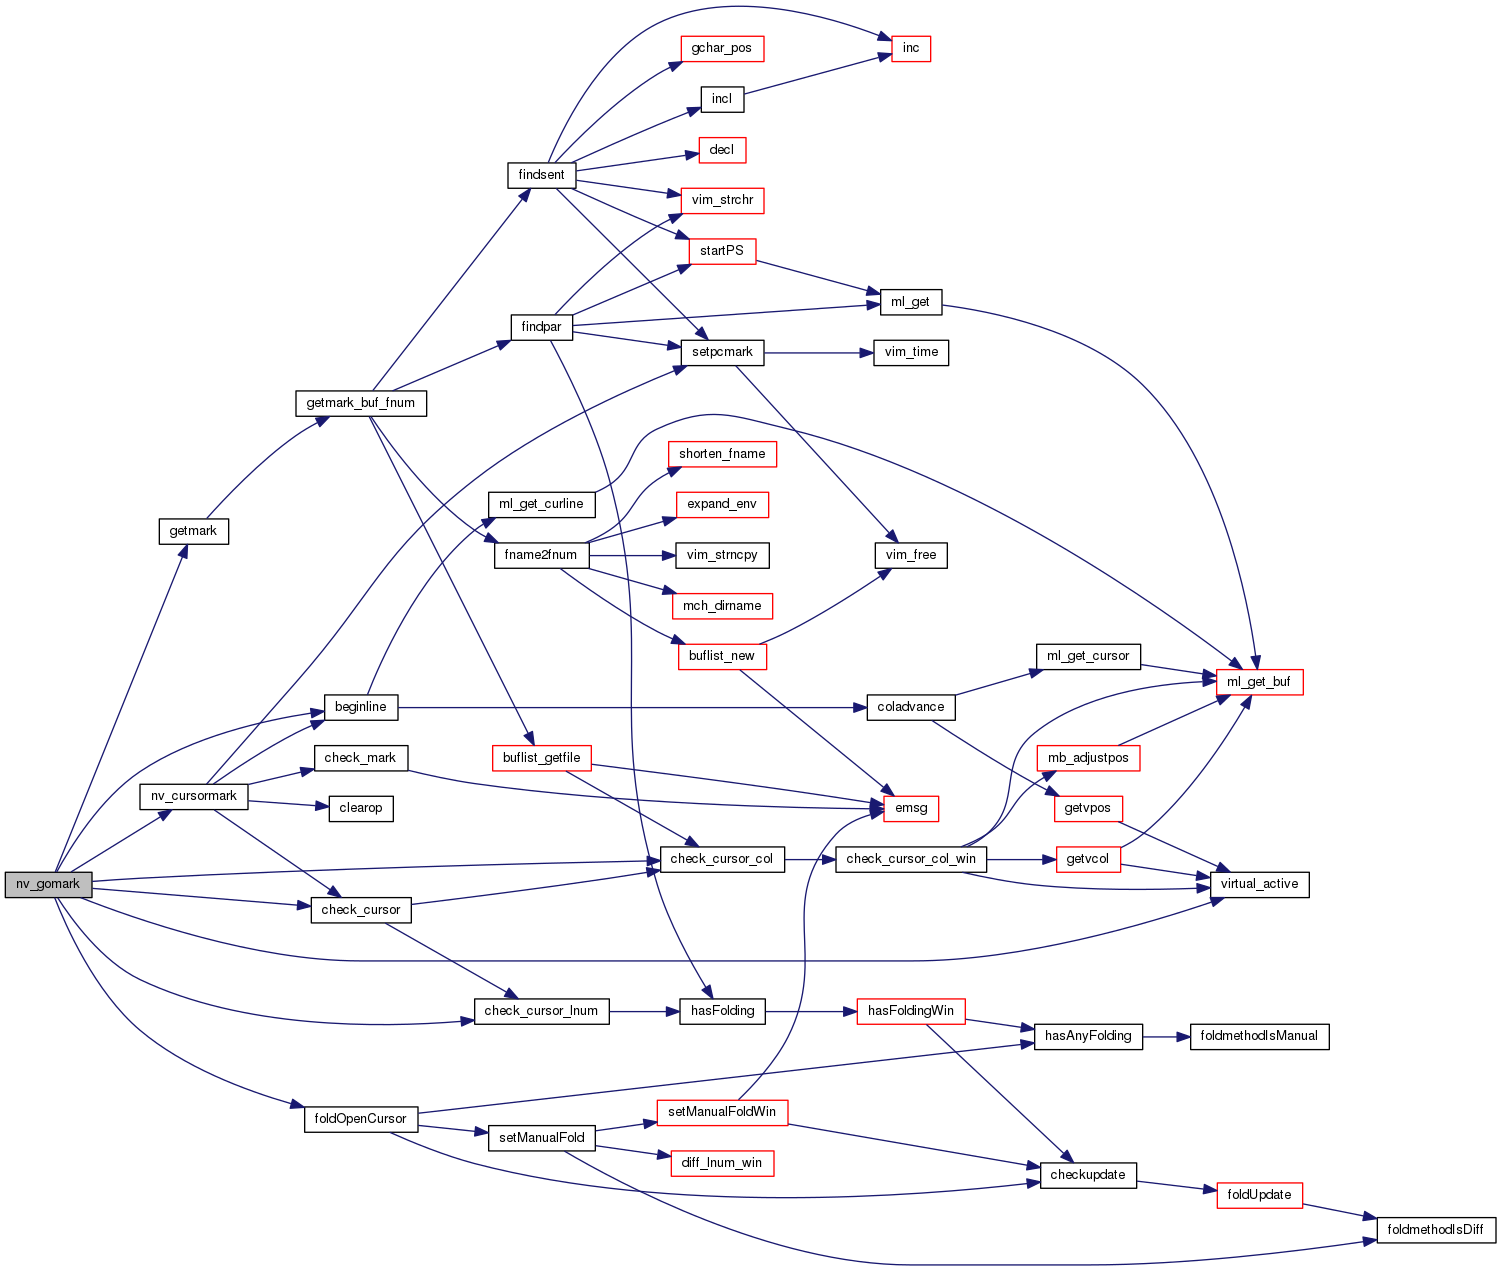 inc
gchar_pos
incl
decl
findsent
vim_strchr
startPS
ml_get
findpar
setpcmark
vim_time
getmark_buf_fnum
shorten_fname
ml_get_curline
expand_env
getmark
fname2fnum
vim_strncpy
vim_free
mch_dirname
buflist_new
ml_get_cursor
ml_get_buf
beginline
coladvance
check_mark
buflist_getfile
mb_adjustpos
nv_cursormark
clearop
emsg
getvpos
check_cursor_col
check_cursor_col_win
getvcol
nv_gomark
virtual_active
check_cursor
check_cursor_lnum
hasFolding
hasFoldingWin
hasAnyFolding
foldmethodIsManual
foldOpenCursor
setManualFoldWin
setManualFold
diff_lnum_win
checkupdate
foldUpdate
foldmethodIsDiff